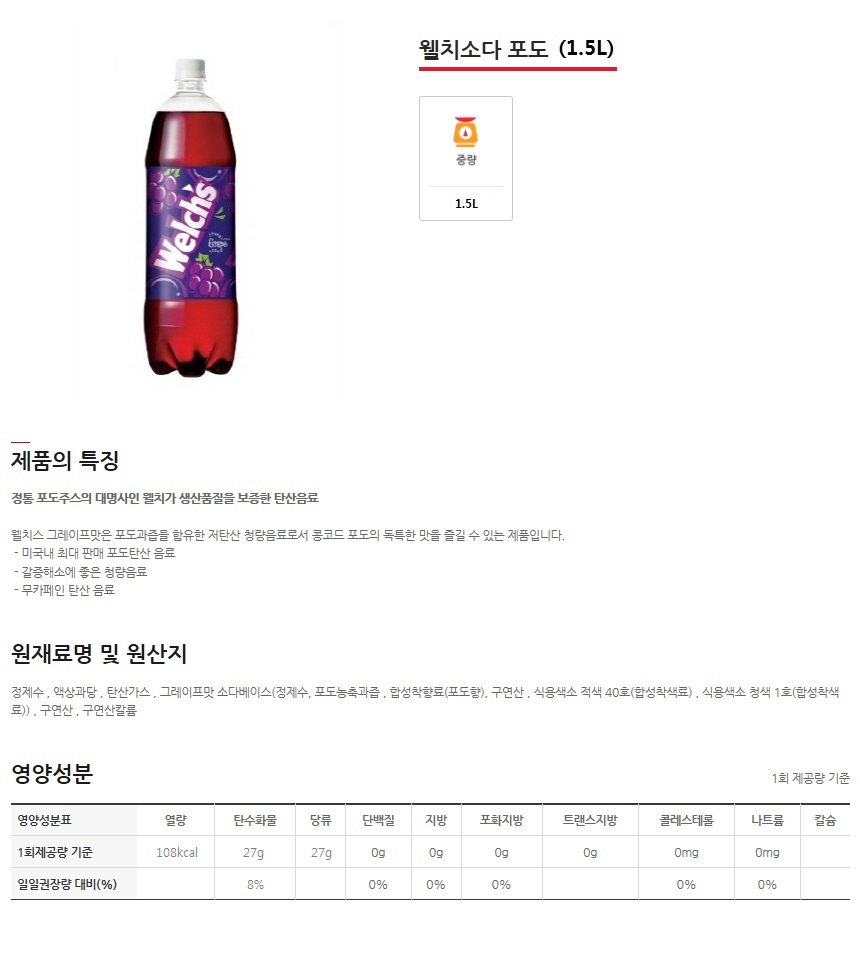 웰치소다 포도 (1.5L)
중량
1.5L
Welch's
Grape
제품의 특징
정통 포도주스의 대명사인 웰치가 생산품질을 보증한 탄산음료
웰치스 그레이프맛은 포도과즙을 함유한 저탄산 청량음료로서 콩코드 포도의 독특한 맛을 즐길 수 있는 제품입니다.
- 미국내 최대 판매 포도탄산 음료
- 갈증해소에 좋은 청량음료
- 무카페인 탄산 음료
원재료명 및 원산지
정제수 , 액상과당 , 탄산가스 , 그레이프맛 소다베이스(정제수, 포도농축과즙 , 합성착향료(포도향), 구연산 , 식용색소 적색 40호(합성착색료) , 식용색소 청색 1호(합성착색
료)) , 구연산 , 구연산칼륨
영양성분
1회 제공량 기준
영양성분표 열량 탄수화물 당류 단백질 지방 포화지방 트랜스지방 콜레스테롤 나트륨 칼슘
1회제공량 기준 108kcal 27g 27g 0g 0g 0g 0g 0mg 0mg
일일권장량 대비(%) 8% 0% 0% 0% 0% 0%